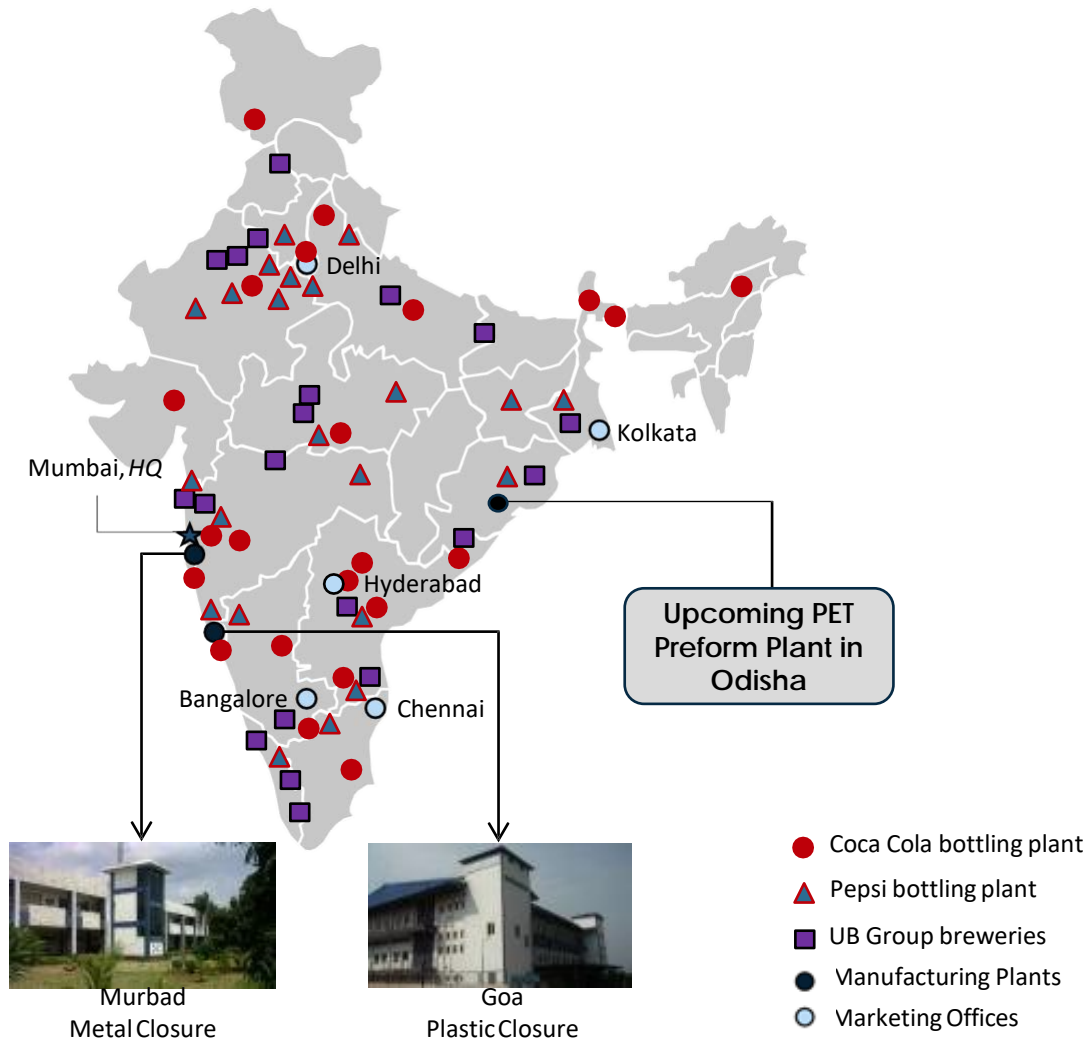 Delhi
Kolkata
Mumbai, HQ
Hyderabad
Upcoming PET
Preform Plant in
Odisha
Bangalore
Chennai
Coca Cola bottling plant
Pepsi bottling plant
UB Group breweries
Manufacturing Plants
Marketing Offices
Murbad
Metal Closure
Goa
Plastic Closure